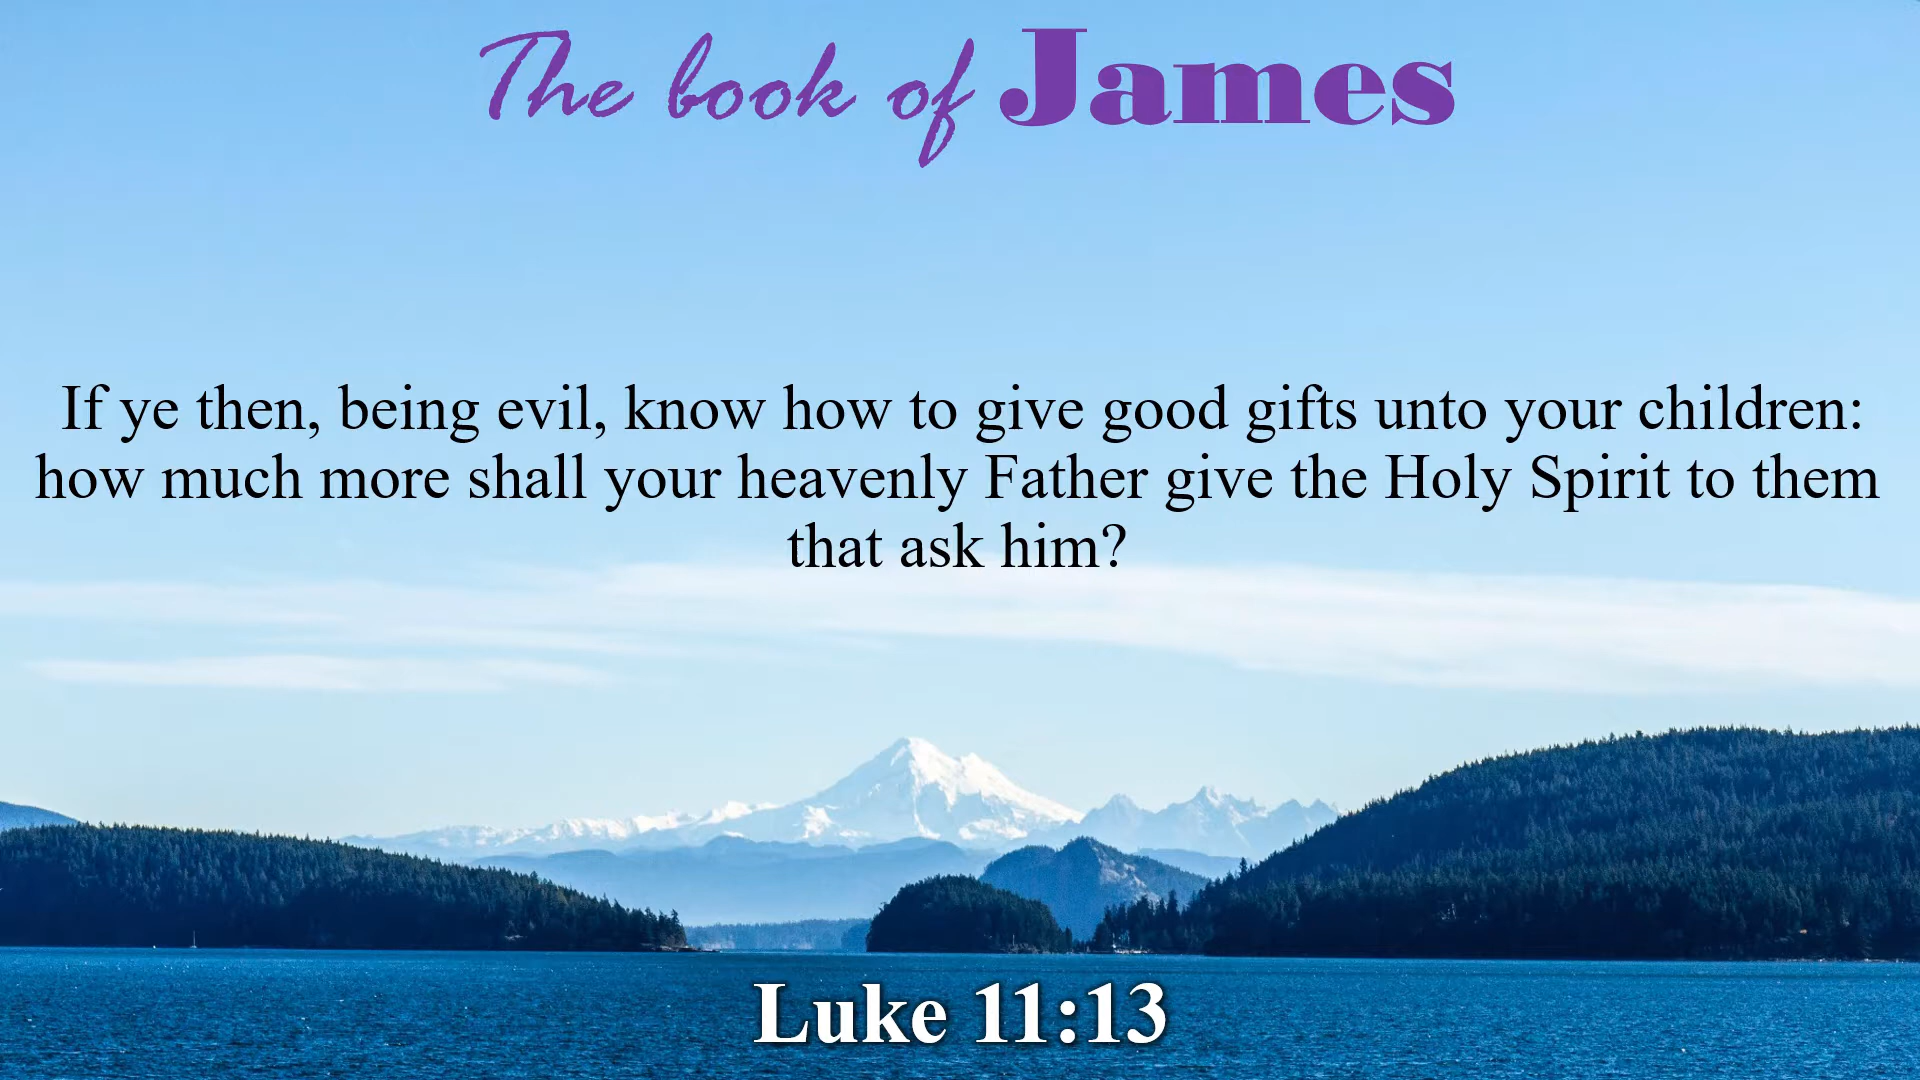 The book of James
If ye then, being evil, know how to give good gifts unto your children:
how much more shall your heavenly Father give the Holy Spirit to them
that ask him?
Luke 11:13